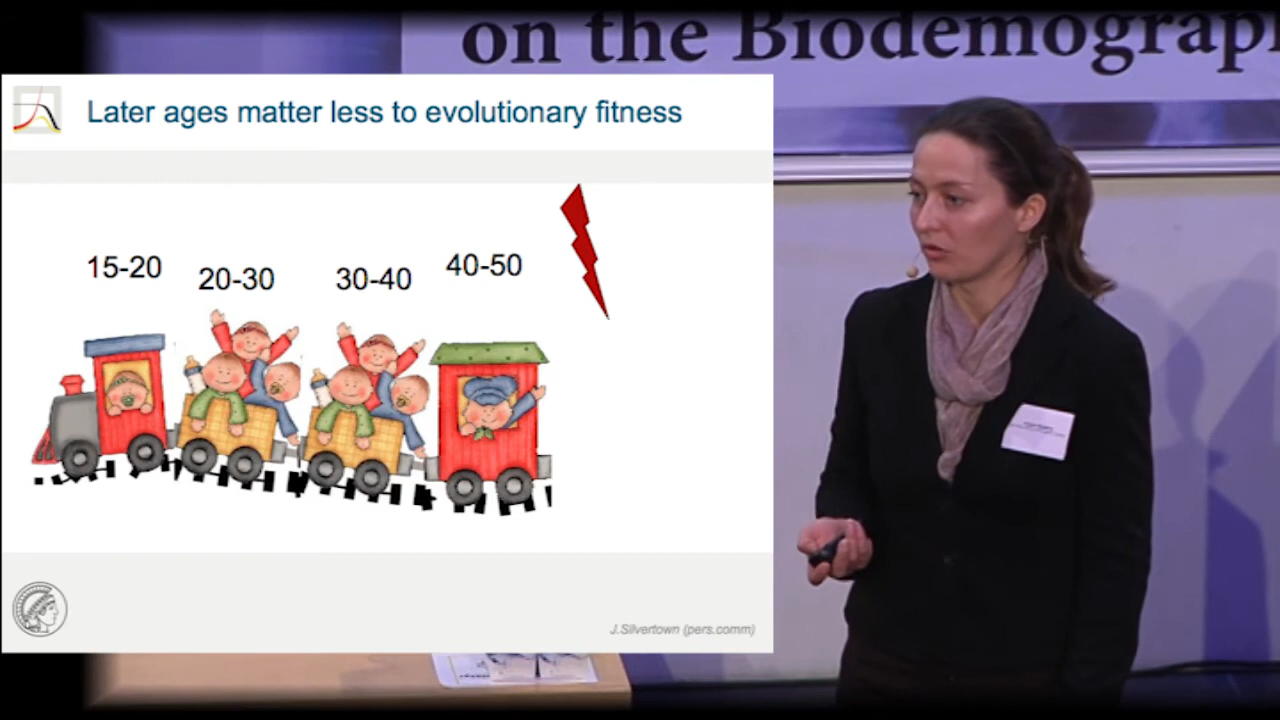 on the Biodemograp
Later ages matter less to evolutionary fitness
15-20
20-30
30-40
40-50
J.Silvertown (pers.comm)